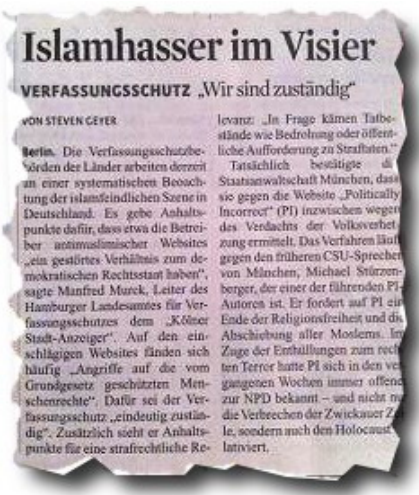 Islamhasser im Visier
VERFASSUNGSSCHUTZ „Wir sind zuständig“
VON STEVEN GEYER
Berlin. Die Verfassungsschutzbe-
hörden der Länder arbeiten derzeit
an einer systematischen Beobach-
tung der islamfeindlichen Szene in
Deutschland. Es gebe Anhalts-
punkte dafür, dass etwa die Betrei-
ber antimuslimischer Websites
„ein gestörtes Verhältnis zum de-
mokratischen Rechtsstaat haben“,
sagte Manfred Murck, Leiter des
Hamburger Landesamtes für Ver-
fassungsschutzes dem „Kölner
Stadt-Anzeiger“. Auf den ein-
schlägigen Websites fänden sich
häufig „Angriffe auf die vom
Grundgesetz geschützten Men-
schenrechte“. Dafür sei der Ver-
fassungsschutz „eindeutig zustän-
dig“. Zusätzlich sieht er Anhalts-
punkte für eine strafrechtliche Re-
levanz: „In Frage kämen Tatbe-
stände wie Bedrohung oder öffent-
liche Aufforderung zu Straftaten.“
Tatsächlich bestätigte di
Staatsanwaltschaft München, dass
sie gegen die Website „Politically
Incorrect“ (PI) inzwischen wegen
des Verdachts der Volksverhet-
zung ermittelt. Das Verfahren läuft
gegen den früheren CSU-Sprecher
von München, Michael Stürzen-
berger, der einer der führenden PI-
Autoren ist. Er fordert auf PI ein
Ende der Religionsfreiheit und die
Abschiebung aller Moslems. Im
Zuge der Enthüllungen zum rech
ten Terror hatte PI sich in den ver
gangenen Wochen immer offene
zur NPD bekannt – und nicht nu
die Verbrechen der Zwickauer Ze
le, sondern auch den Holocaust
lativiert.